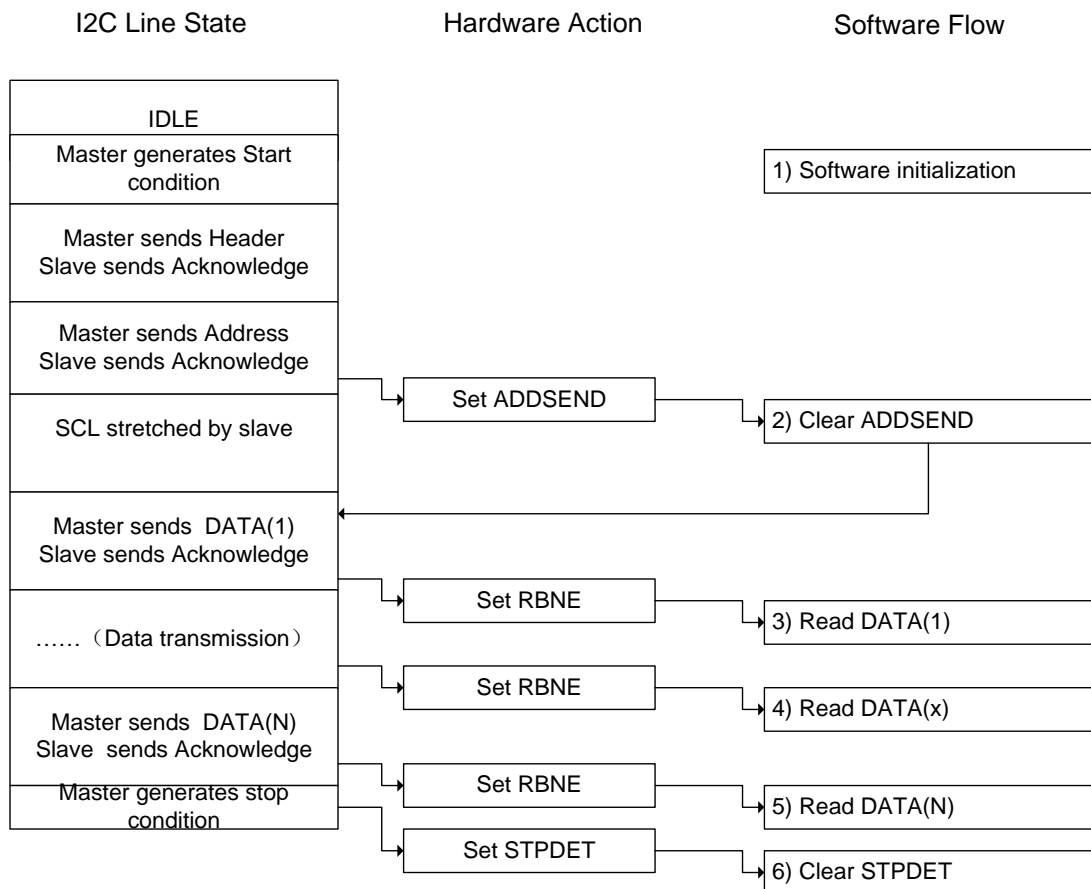 I2C Line State
Hardware Action
Software Flow
IDLE
Master generates Start
condition
1) Software initialization
Master sends Header
Slave sends Acknowledge
Master sends Address
Slave sends Acknowledge
Set ADDSEND
2) Clear ADDSEND
SCL stretched by slave
Master sends DATA(1)
Slave sends Acknowledge
Set RBNE
3) Read DATA(1)
……（Data transmission）
Set RBNE
4) Read DATA(x)
Master sends DATA(N)
Slave sends Acknowledge
Set RBNE
5) Read DATA(N)
Master generates stop
condition
Set STPDET
6) Clear STPDET